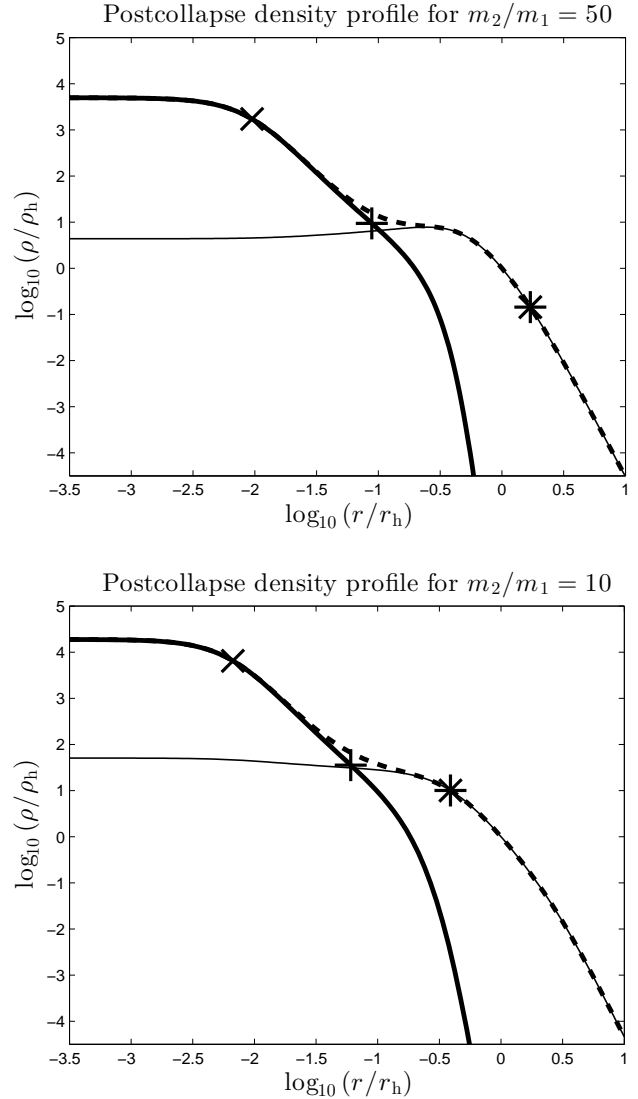 Postcollapse density profile for m₂/m₁ = 50
5
4
3
2
1
0
−1
−2
−3
−4
log₁₀ (ρ/ρₕ)
−3.5 −3 −2.5 −2 −1.5 −1 −0.5 0 0.5 1
log₁₀ (r/rₕ)
Postcollapse density profile for m₂/m₁ = 10
5
4
3
2
1
0
−1
−2
−3
−4
log₁₀ (ρ/ρₕ)
−3.5 −3 −2.5 −2 −1.5 −1 −0.5 0 0.5 1
log₁₀ (r/rₕ)